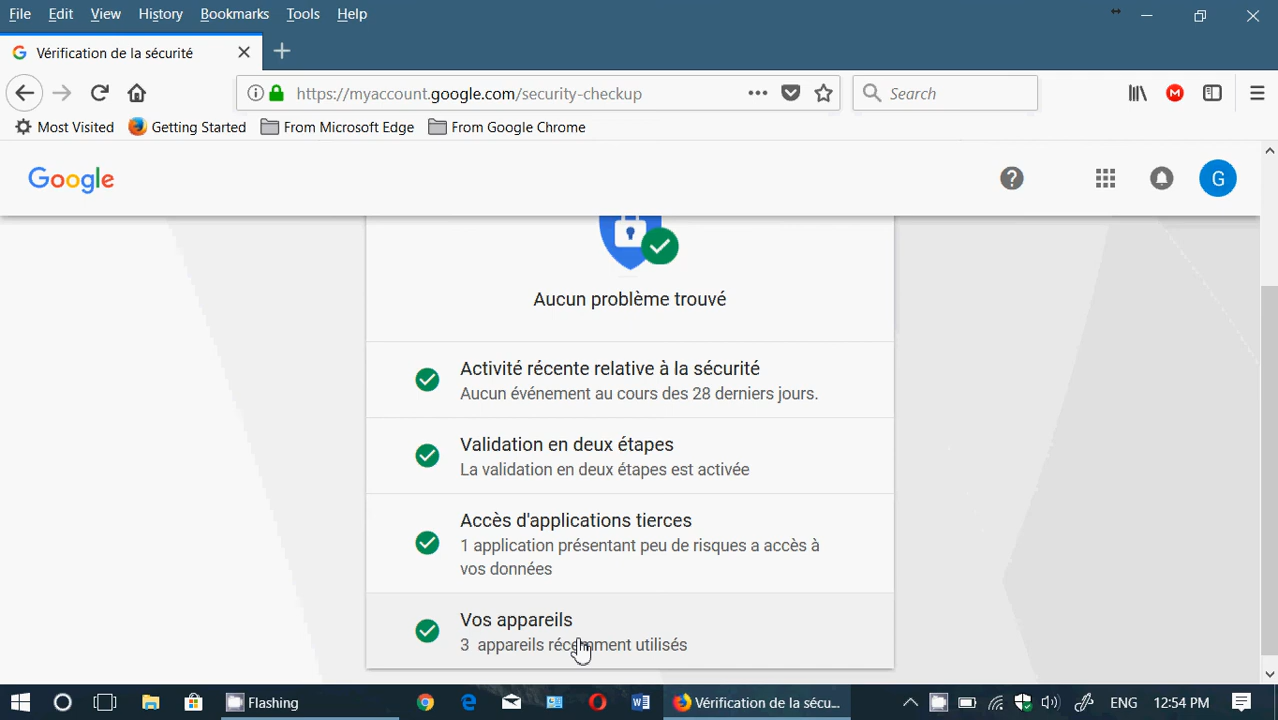 File Edit View History Bookmarks Tools Help
Vérification de la sécurité
https://myaccount.google.com/security-checkup
Search
Most Visited Getting Started From Microsoft Edge From Google Chrome
Google
G
Aucun problème trouvé
Activité récente relative à la sécurité
Aucun événement au cours des 28 derniers jours.
Validation en deux étapes
La validation en deux étapes est activée
Accès d'applications tierces
1 application présentant peu de risques a accès à
vos données
Vos appareils
3 appareils récemment utilisés
Flashing
Vérification de la sécu...
ENG 12:54 PM